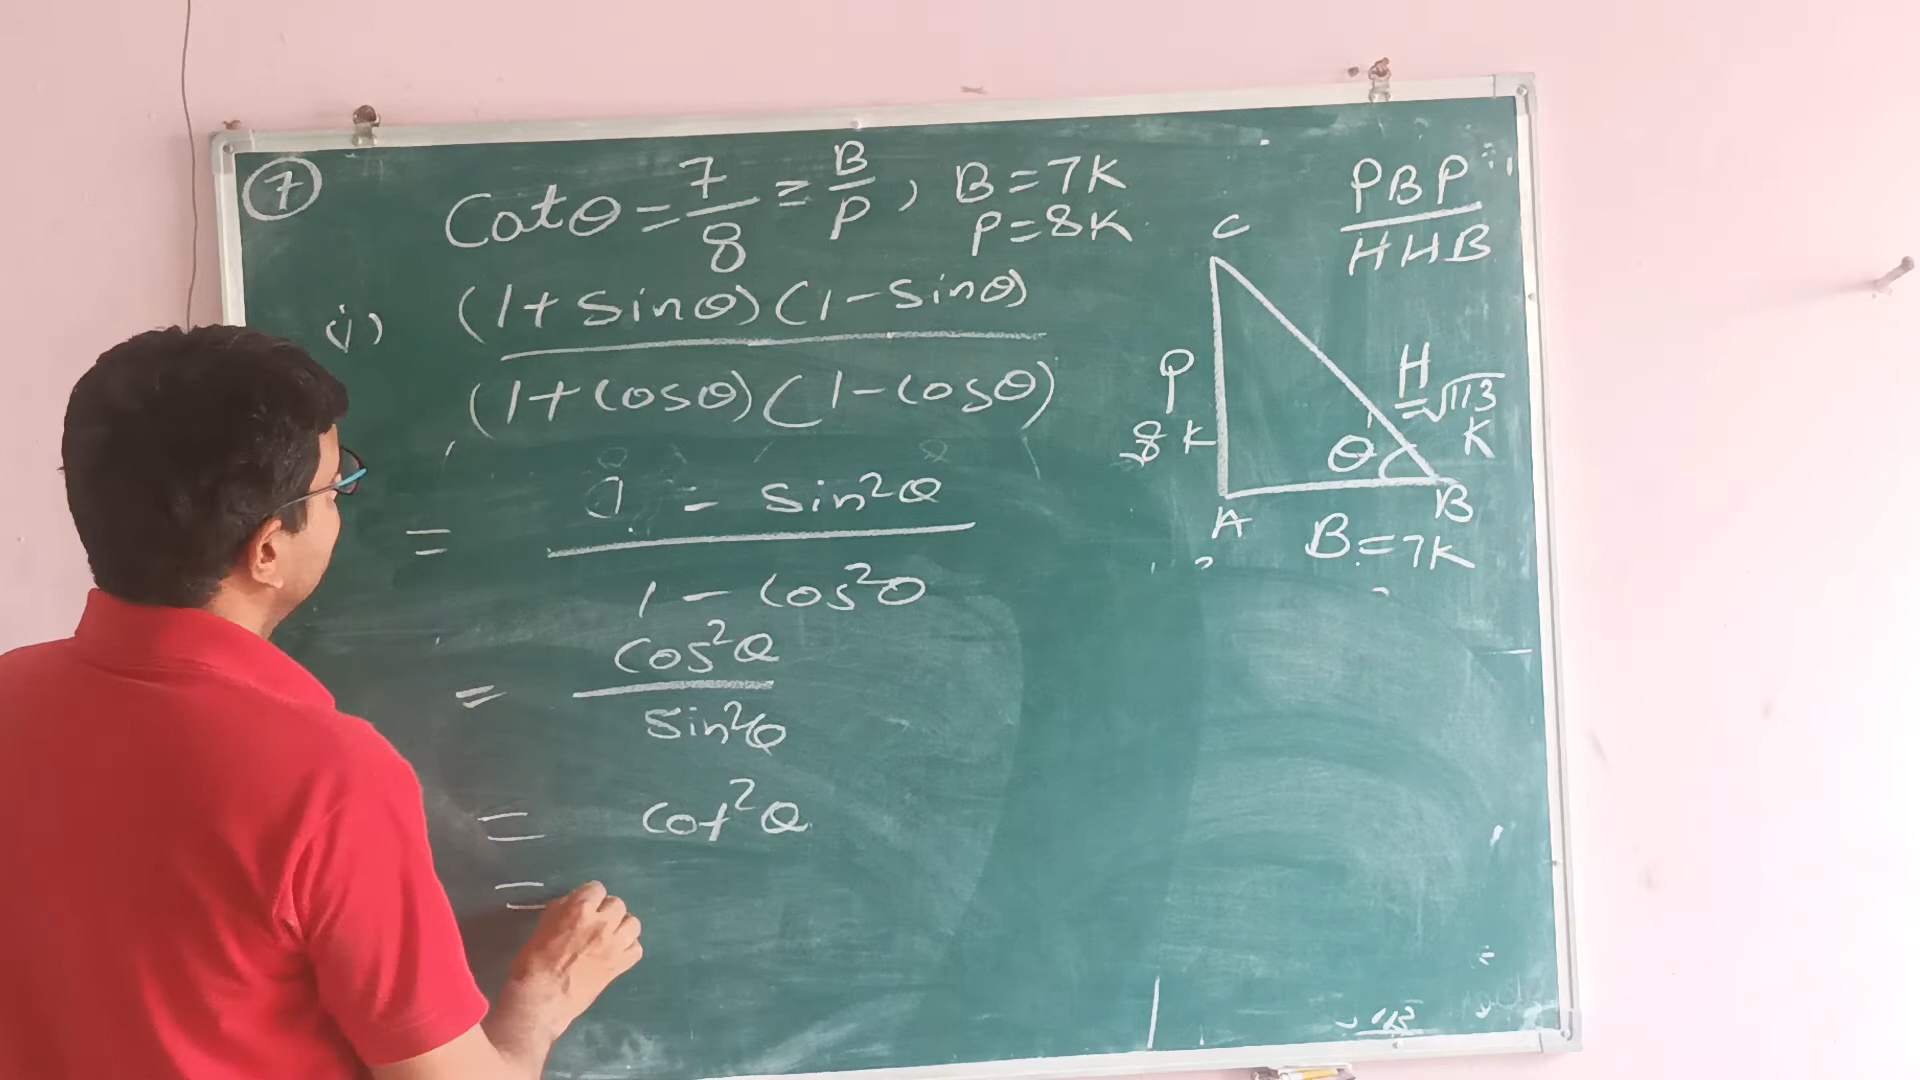 7
Cotθ = 7/8 = B/P, B = 7K
P = 8K
i) (1 + Sinθ)(1 - Sinθ)
(1 + Cosθ)(1 - Cosθ)
= 1 - Sin²θ
1 - Cos²θ
= Cos²θ
Sin²θ
= Cot²θ
=
PBP
HHB
C
P
8K
H
= √113
K
θ
A
B
B = 7K